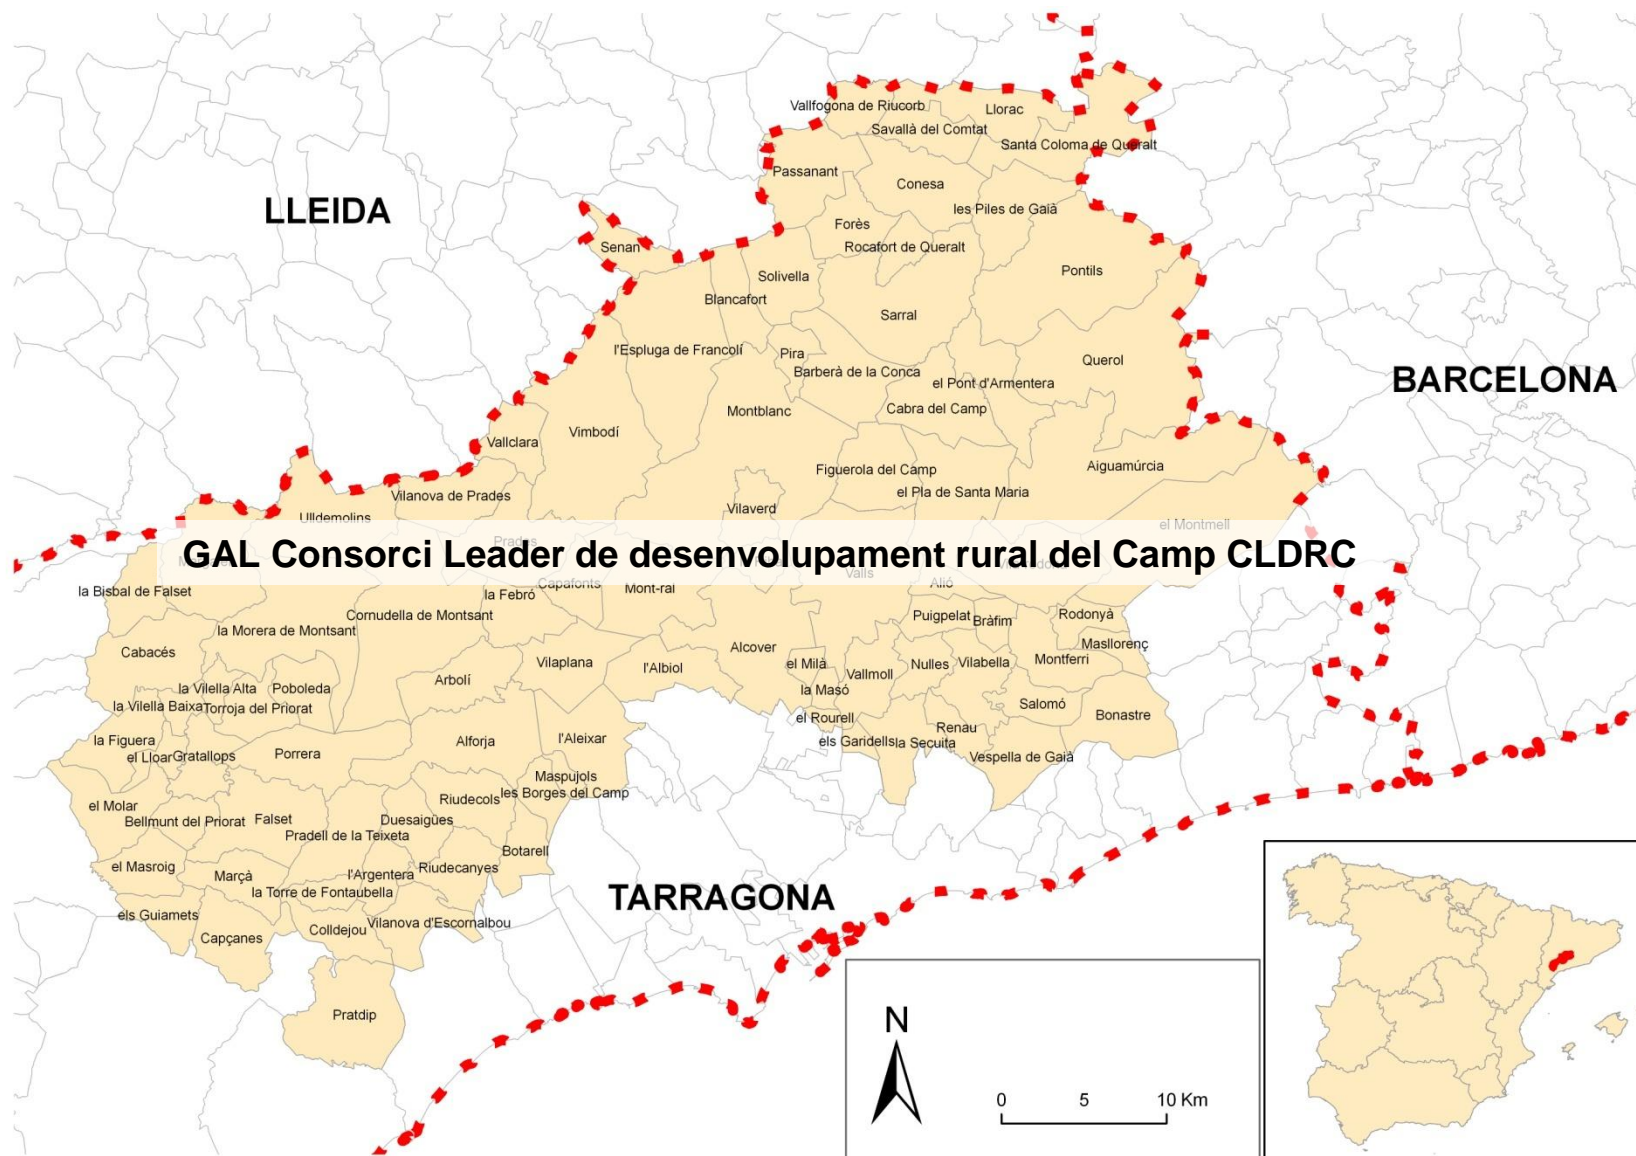 Vallfogona de Riucorb
Llorac
Savallà del Comtat
Santa Coloma de Queralt
Passanant
Conesa
les Piles de Gaià
LLEIDA
Forès
Senan
Rocafort de Queralt
Solivella
Pontils
Blancafort
Sarral
l'Espluga de Francolí
Pira
Querol
Barberà de la Conca
el Pont d'Armentera
BARCELONA
Montblanc
Cabra del Camp
Vimbodí
Vallclara
Figuerola del Camp
Aiguamúrcia
el Pla de Santa Maria
Vilanova de Prades
Vilaverd
Ulldemolins
el Montmell
Prades
GAL Consorci Leader de desenvolupament rural del Camp CLDRC
Valls
Alió
Capafonts
Mont-ral
la Bisbal de Falset
la Febró
Cornudella de Montsant
Puigpelat
Bràfim
Rodonyà
la Morera de Montsant
Masllorenç
Cabacés
Alcover
Vilaplana
l'Albiol
el Milà
Vallmoll
Nulles
Vilabella
Montferri
Arbolí
la Vilella Alta
Poboleda
la Masó
Salomó
Bonastre
la Vilella Baixa
Torroja del Priorat
el Rourell
Renau
la Figuera
Alforja
l'Aleixar
els Garidells
la Secuita
el Lloar
Gratallops
Porrera
Vespella de Gaià
Maspujols
les Borges del Camp
Riudecols
el Molar
Bellmunt del Priorat
Falset
Duesaigües
Pradell de la Teixeta
Botarell
el Masroig
Marçà
l'Argentera
Riudecanyes
la Torre de Fontaubella
TARRAGONA
els Guiamets
Capçanes
Colldejou
Vilanova d'Escornalbou
Pratdip
N
0 5 10 Km